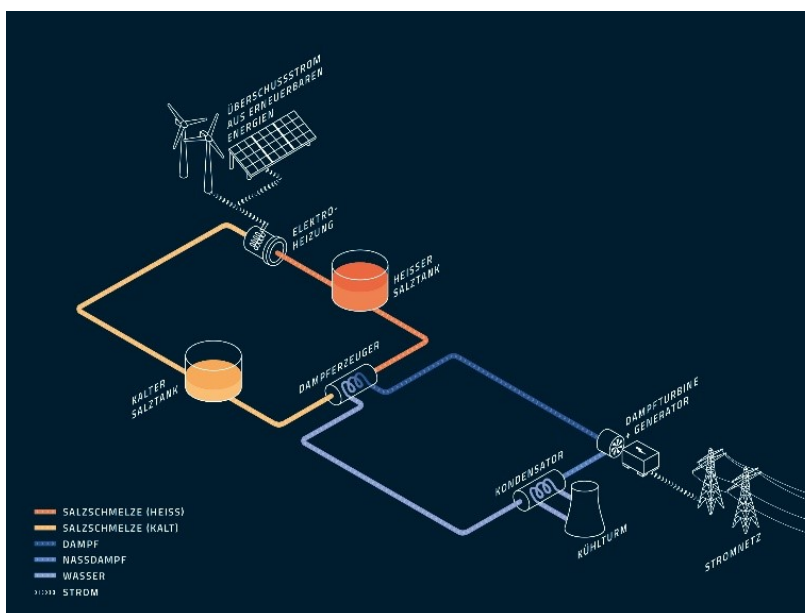 ÜBERSCHUSSSTROM
AUS ERNEUERBAREN
ENERGIEN
ELEKTRO-
HEIZUNG
HEISSER
SALZTANK
DAMPFERZEUGER
KALTER
SALZTANK
DAMPFTURBINE
+
GENERATOR
KONDENSATOR
KÜHLTURM
STROMNETZ
SALZSCHMELZE (HEISS)
SALZSCHMELZE (KALT)
DAMPF
NASSDAMPF
WASSER
STROM